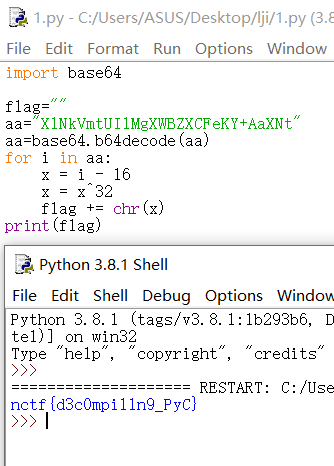 1.py - C:/Users/ASUS/Desktop/lji/1.py (3.8
File Edit Format Run Options Window
import base64
flag=""
aa="XlNkVmtUI1MgXWBZXCFeKY+AaXNt"
aa=base64.b64decode(aa)
for i in aa:
    x = i - 16
    x = x^32
    flag += chr(x)
print(flag)
Python 3.8.1 Shell
File Edit Shell Debug Options Window
Python 3.8.1 (tags/v3.8.1:1b293b6, D
tel)] on win32
Type "help", "copyright", "credits"
>>>
==================== RESTART: C:/Use
nctf{d3c0mpil1n9_PyC}
>>>